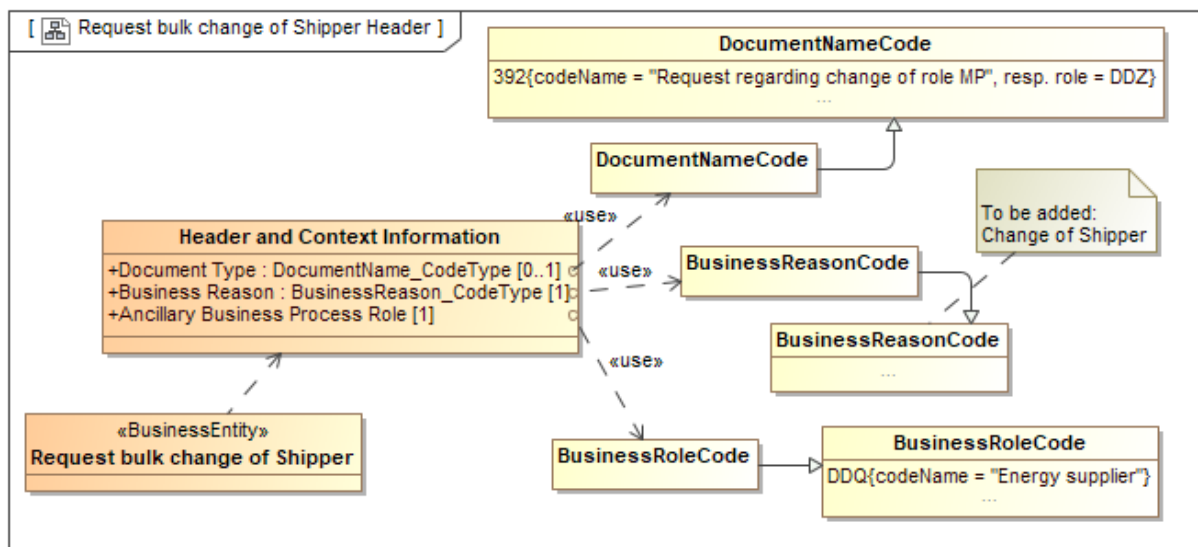 [ Request bulk change of Shipper Header ]
DocumentNameCode
392{codeName = "Request regarding change of role MP", resp. role = DDZ}
...
DocumentNameCode
To be added:
Change of Shipper
«use»
Header and Context Information
+Document Type : DocumentName_CodeType [0..1]
+Business Reason : BusinessReason_CodeType [1]
+Ancillary Business Process Role [1]
«use»
BusinessReasonCode
BusinessReasonCode
...
«use»
«BusinessEntity»
Request bulk change of Shipper
BusinessRoleCode
BusinessRoleCode
DDQ{codeName = "Energy supplier"}
...